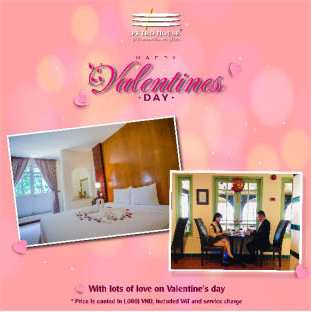 PETRO HOUSE
HAPPY
Valentines
·DAY·
With lots of love on Valentine's day
* Price is quoted in (,000) VND, included VAT and service charge